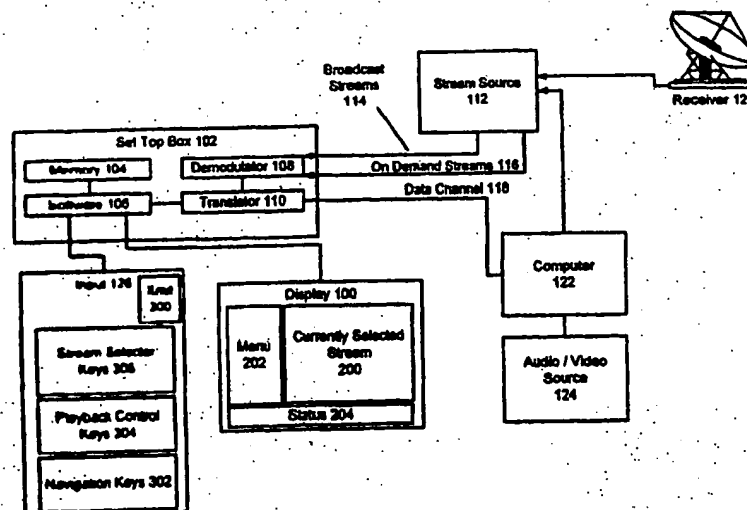 Broadcast
Streams
114
Stream Source
112
Receiver 12
Set Top Box 102
Memory 104
Demodulator 108
On Demand Streams 116
Data Channel 118
Software 106
Translator 110
Computer
122
Input 126
300
Display 100
Stream Selector
Keys 306
Menu
202
Currently Selected
Stream
200
Audio / Video
Source
124
Playback Control
Keys 304
Status 204
Navigation Keys 302